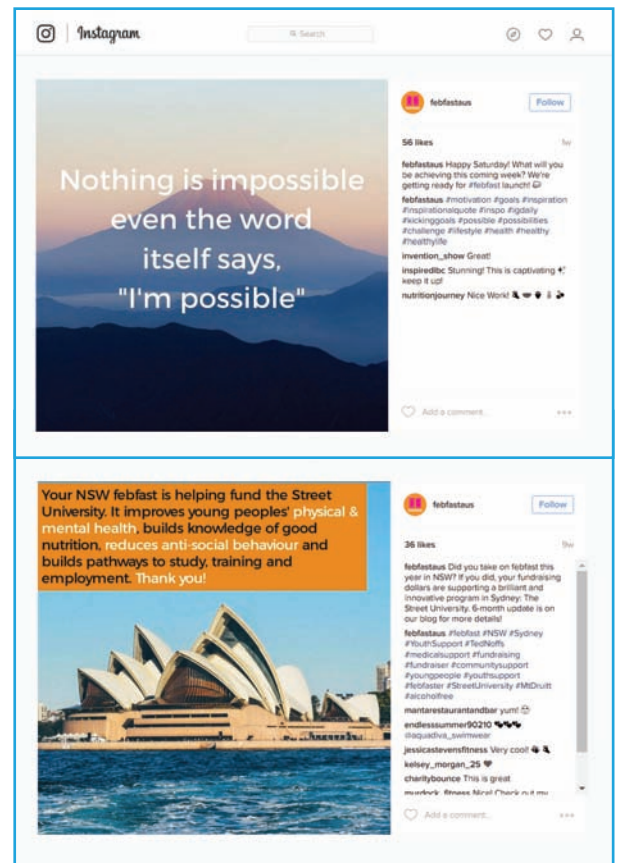 Instagram
Search
Nothing is impossible
even the word
itself says,
"I'm possible"
febfastaus
Follow
56 likes
1w
febfastaus Happy Saturday! What will you
be achieving this coming week? We're
getting ready for #febfast launch!
febfastaus #motivation #goals #inspiration
#inspirationalquote #inspo #igdaily
#kickinggoals #possible #possibilities
#challenge #lifestyle #health #healthy
#healthylife
invention_show Great!
inspiredlbc Stunning! This is captivating
keep it up!
nutritionjourney Nice Work!
Add a comment...
Your NSW febfast is helping fund the Street
University. It improves young peoples' physical &
mental health, builds knowledge of good
nutrition, reduces anti-social behaviour and
builds pathways to study, training and
employment. Thank you!
febfastaus
Follow
36 likes
9w
febfastaus Did you take on febfast this
year in NSW? If you did, your fundraising
dollars are supporting a brilliant and
innovative program in Sydney: The
Street University. 6-month update is on
our blog for more details!
febfastaus #febfast #NSW #Sydney
#YouthSupport #TedNoffs
#medicalsupport #fundraising
#fundraiser #communitysupport
#youngpeople #youthsupport
#febfaster #StreetUniversity #MtDruitt
#alcoholfree
mantarestaurantandbar yum!
endlesssummer90210
@aquadiva_swimwear
jessicastevensfitness Very cool!
kelsey_morgan_25
charitybounce This is great
murdock_fitness Nice! Check out my
Add a comment...